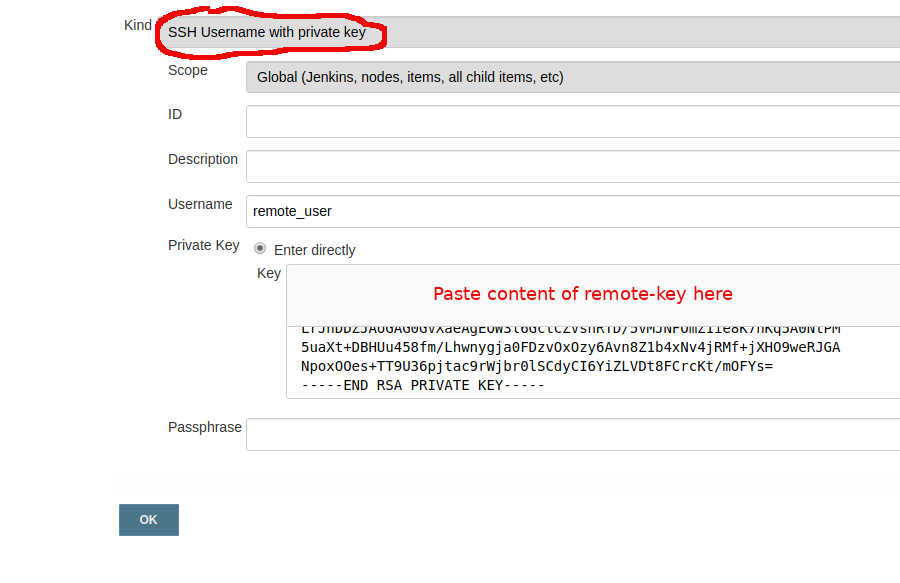 Kind
SSH Username with private key
Scope
Global (Jenkins, nodes, items, all child items, etc)
ID
Description
Username
remote_user
Private Key
Enter directly
Key
Paste content of remote-key here
5uaXt+DBHUu458fm/Lhwnygja0FDzvOxOzy6Avn8Z1b4xNv4jRMf+jXHO9weRJGA
NpoxOOes+TT9U36pjtac9rWjbr0lSCdyCI6YiZLVDt8FCrcKt/mOFYs=
-----END RSA PRIVATE KEY-----
Passphrase
OK